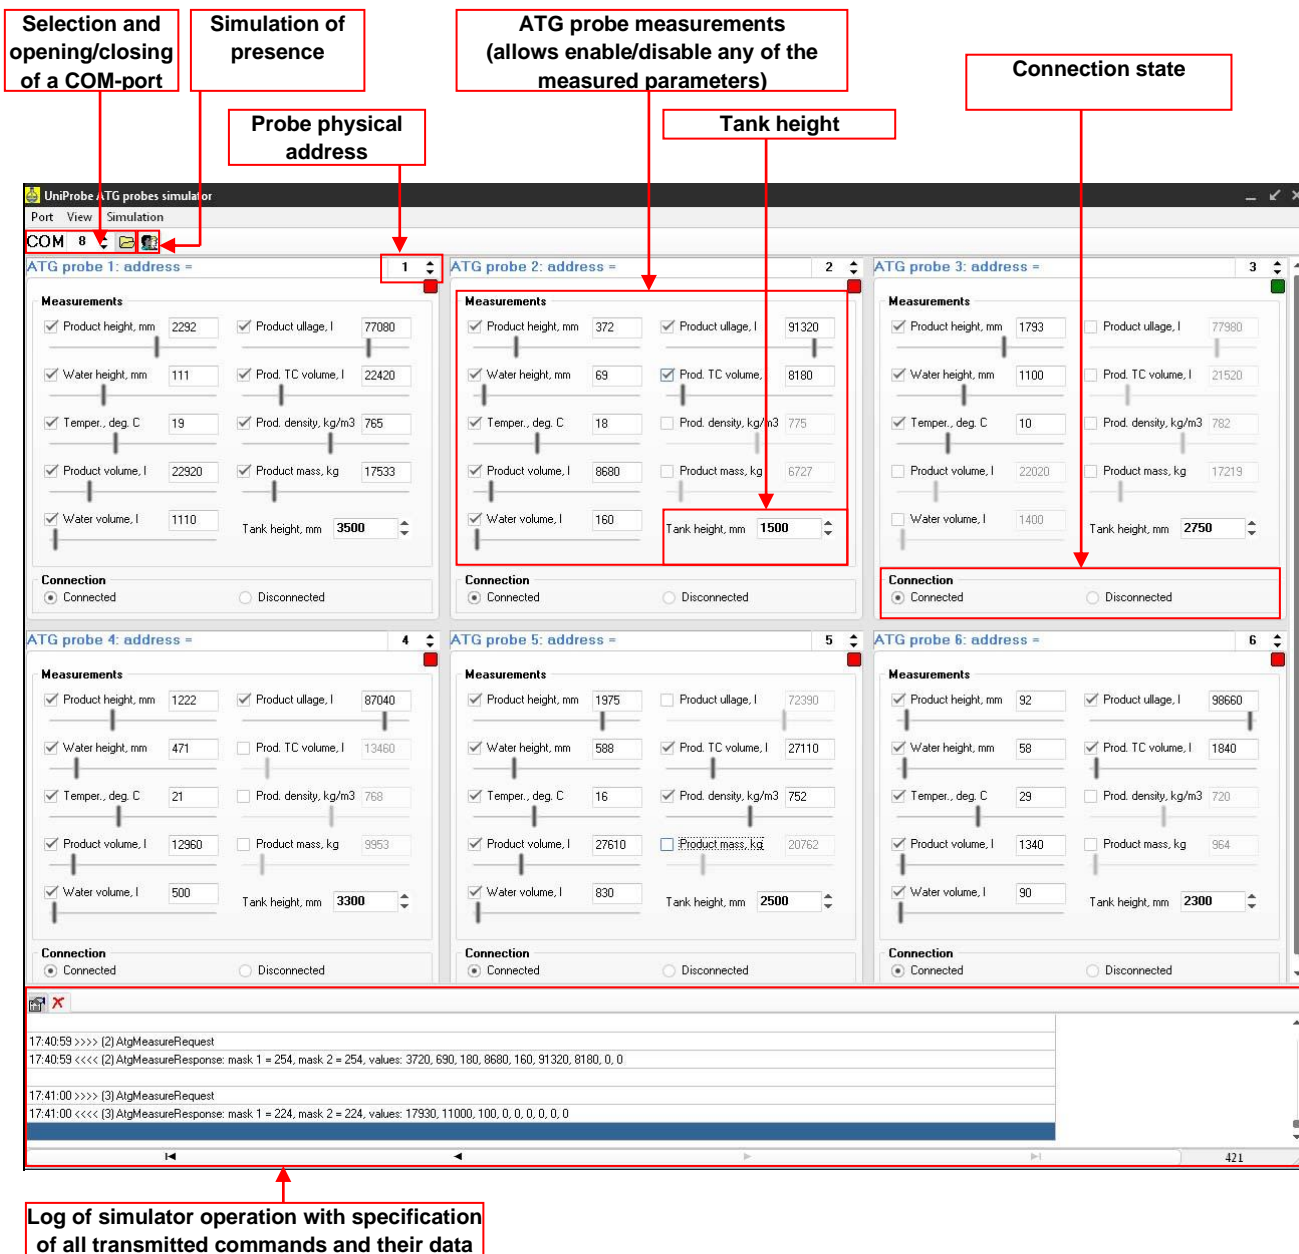 Selection and
opening/closing
of a COM-port
Simulation of
presence
ATG probe measurements
(allows enable/disable any of the
measured parameters)
Connection state
Probe physical
address
Tank height
UniProbe ATG probes simulator
Port View Simulation
COM 8
ATG probe 1: address = 1
Measurements
Product height, mm 2292 Product ullage, l 77080
Water height, mm 111 Prod. TC volume, l 22420
Temper., deg. C 19 Prod. density, kg/m3 765
Product volume, l 22920 Product mass, kg 17533
Water volume, l 1110 Tank height, mm 3500
Connection
Connected Disconnected
ATG probe 2: address = 2
Measurements
Product height, mm 372 Product ullage, l 91320
Water height, mm 69 Prod. TC volume, 8180
Temper., deg. C 18 Prod. density, kg/m3 775
Product volume, l 8680 Product mass, kg 6727
Water volume, l 160 Tank height, mm 1500
Connection
Connected Disconnected
ATG probe 3: address = 3
Measurements
Product height, mm 1793 Product ullage, l 77980
Water height, mm 1100 Prod. TC volume, l 21520
Temper., deg. C 10 Prod. density, kg/m3 782
Product volume, l 22020 Product mass, kg 17219
Water volume, l 1400 Tank height, mm 2750
Connection
Connected Disconnected
ATG probe 4: address = 4
Measurements
Product height, mm 1222 Product ullage, l 87040
Water height, mm 471 Prod. TC volume, l 13460
Temper., deg. C 21 Prod. density, kg/m3 768
Product volume, l 12960 Product mass, kg 9953
Water volume, l 500 Tank height, mm 3300
Connection
Connected Disconnected
ATG probe 5: address = 5
Measurements
Product height, mm 1975 Product ullage, l 72390
Water height, mm 588 Prod. TC volume, l 27110
Temper., deg. C 16 Prod. density, kg/m3 752
Product volume, l 27610 Product mass, kg 20762
Water volume, l 830 Tank height, mm 2500
Connection
Connected Disconnected
ATG probe 6: address = 6
Measurements
Product height, mm 92 Product ullage, l 98660
Water height, mm 58 Prod. TC volume, l 1840
Temper., deg. C 29 Prod. density, kg/m3 720
Product volume, l 1340 Product mass, kg 964
Water volume, l 90 Tank height, mm 2300
Connection
Connected Disconnected
17:40:59 >>>> (2) AtgMeasureRequest
17:40:59 <<<< (2) AtgMeasureResponse: mask 1 = 254, mask 2 = 254, values: 3720, 690, 180, 8680, 160, 91320, 8180, 0, 0
17:41:00 >>>> (3) AtgMeasureRequest
17:41:00 <<<< (3) AtgMeasureResponse: mask 1 = 224, mask 2 = 224, values: 17930, 11000, 100, 0, 0, 0, 0, 0, 0
421
Log of simulator operation with specification
of all transmitted commands and their data